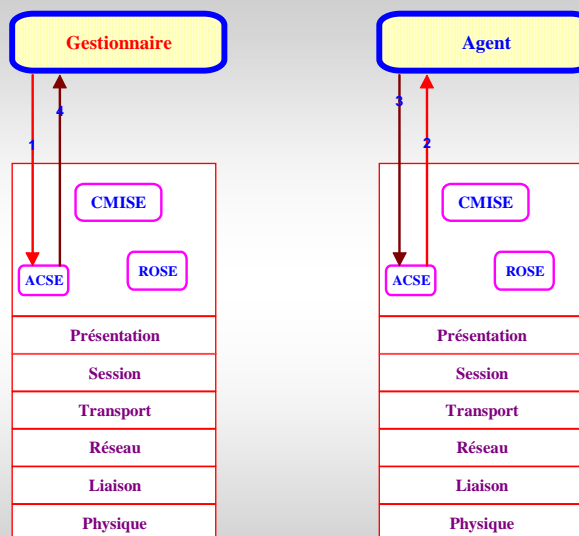 Gestionnaire
Agent
4
1
3
2
CMISE
ROSE
ACSE
CMISE
ROSE
ACSE
Présentation
Session
Transport
Réseau
Liaison
Physique
Présentation
Session
Transport
Réseau
Liaison
Physique